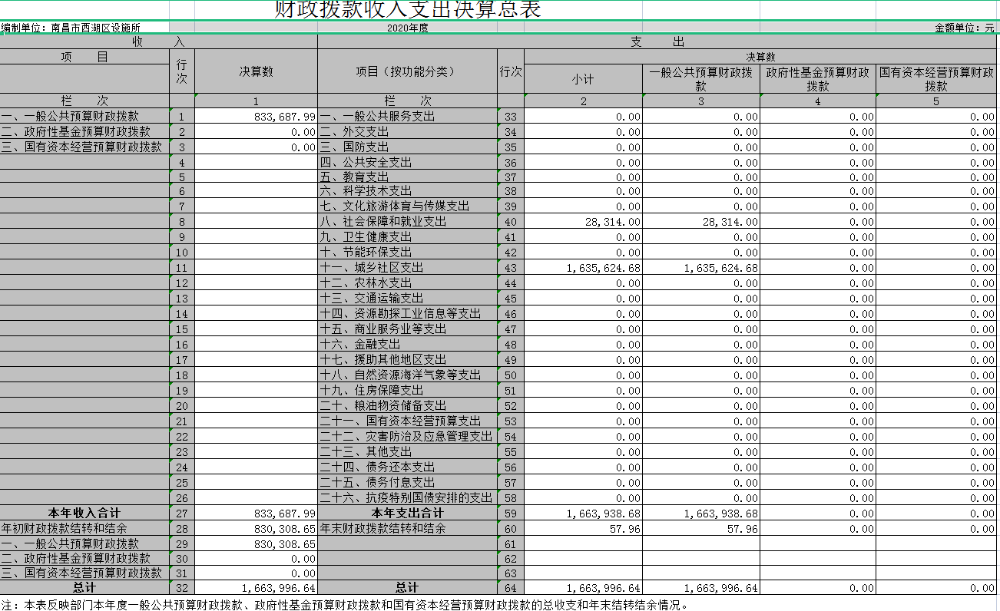 财政拨款收入支出决算总表
编制单位：南昌市西湖区设施所 2020年度 金额单位：元
收 入 支 出
项 目 行次 决算数 项目（按功能分类） 行次 决算数
小计 一般公共预算财政拨款 政府性基金预算财政拨款 国有资本经营预算财政拨款
栏 次 1 栏 次 2 3 4 5
一、一般公共预算财政拨款 1 833,687.99 一、一般公共服务支出 33 0.00 0.00 0.00 0.00
二、政府性基金预算财政拨款 2 0.00 二、外交支出 34 0.00 0.00 0.00 0.00
三、国有资本经营预算财政拨款 3 0.00 三、国防支出 35 0.00 0.00 0.00 0.00
4 四、公共安全支出 36 0.00 0.00 0.00 0.00
5 五、教育支出 37 0.00 0.00 0.00 0.00
6 六、科学技术支出 38 0.00 0.00 0.00 0.00
7 七、文化旅游体育与传媒支出 39 0.00 0.00 0.00 0.00
8 八、社会保障和就业支出 40 28,314.00 28,314.00 0.00 0.00
9 九、卫生健康支出 41 0.00 0.00 0.00 0.00
10 十、节能环保支出 42 0.00 0.00 0.00 0.00
11 十一、城乡社区支出 43 1,635,624.68 1,635,624.68 0.00 0.00
12 十二、农林水支出 44 0.00 0.00 0.00 0.00
13 十三、交通运输支出 45 0.00 0.00 0.00 0.00
14 十四、资源勘探工业信息等支出 46 0.00 0.00 0.00 0.00
15 十五、商业服务业等支出 47 0.00 0.00 0.00 0.00
16 十六、金融支出 48 0.00 0.00 0.00 0.00
17 十七、援助其他地区支出 49 0.00 0.00 0.00 0.00
18 十八、自然资源海洋气象等支出 50 0.00 0.00 0.00 0.00
19 十九、住房保障支出 51 0.00 0.00 0.00 0.00
20 二十、粮油物资储备支出 52 0.00 0.00 0.00 0.00
21 二十一、国有资本经营预算支出 53 0.00 0.00 0.00 0.00
22 二十二、灾害防治及应急管理支出 54 0.00 0.00 0.00 0.00
23 二十三、其他支出 55 0.00 0.00 0.00 0.00
24 二十四、债务还本支出 56 0.00 0.00 0.00 0.00
25 二十五、债务付息支出 57 0.00 0.00 0.00 0.00
26 二十六、抗疫特别国债安排的支出 58 0.00 0.00 0.00 0.00
本年收入合计 27 833,687.99 本年支出合计 59 1,663,938.68 1,663,938.68 0.00 0.00
年初财政拨款结转和结余 28 830,308.65 年末财政拨款结转和结余 60 57.96 57.96 0.00 0.00
一、一般公共预算财政拨款 29 830,308.65 61
二、政府性基金预算财政拨款 30 0.00 62
三、国有资本经营预算财政拨款 31 0.00 63
总计 32 1,663,996.64 总计 64 1,663,996.64 1,663,996.64 0.00 0.00
注：本表反映部门本年度一般公共预算财政拨款、政府性基金预算财政拨款和国有资本经营预算财政拨款的总收支和年末结转结余情况。